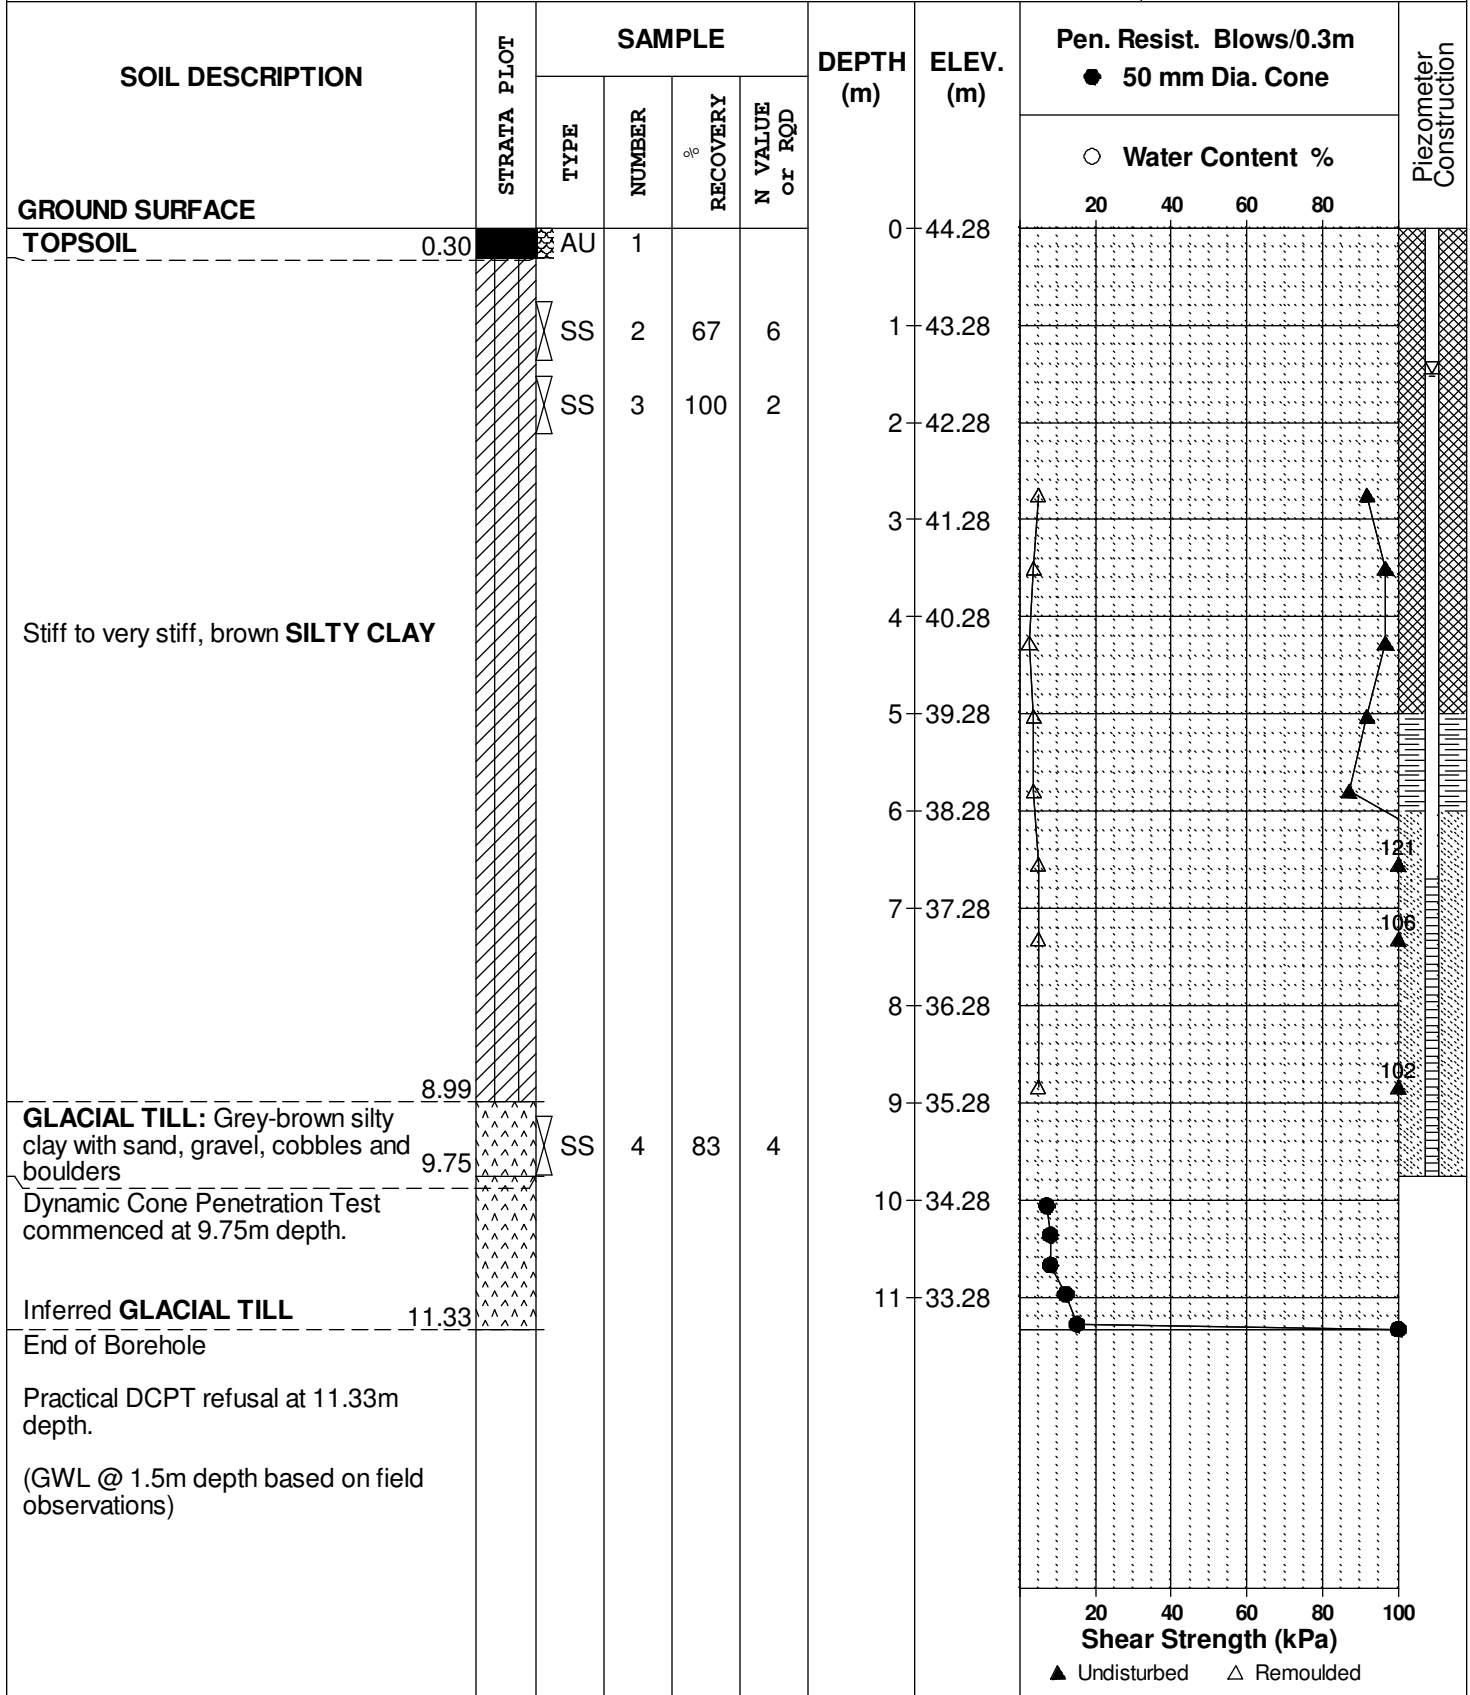 SOIL DESCRIPTION
GROUND SURFACE
STRATA PLOT
SAMPLE
TYPE
NUMBER
%
RECOVERY
N VALUE
or RQD
DEPTH
(m)
ELEV.
(m)
Pen. Resist. Blows/0.3m
● 50 mm Dia. Cone
○ Water Content %
20 40 60 80
Piezometer
Construction
TOPSOIL 0.30
AU 1
0 44.28
SS 2 67 6
1 43.28
SS 3 100 2
2 42.28
3 41.28
Stiff to very stiff, brown SILTY CLAY
4 40.28
5 39.28
6 38.28
121
7 37.28
106
8 36.28
102
8.99
9 35.28
GLACIAL TILL: Grey-brown silty
clay with sand, gravel, cobbles and
boulders 9.75
SS 4 83 4
Dynamic Cone Penetration Test
commenced at 9.75m depth.
10 34.28
Inferred GLACIAL TILL 11.33
11 33.28
End of Borehole
Practical DCPT refusal at 11.33m
depth.
(GWL @ 1.5m depth based on field
observations)
20 40 60 80 100
Shear Strength (kPa)
▲ Undisturbed △ Remoulded